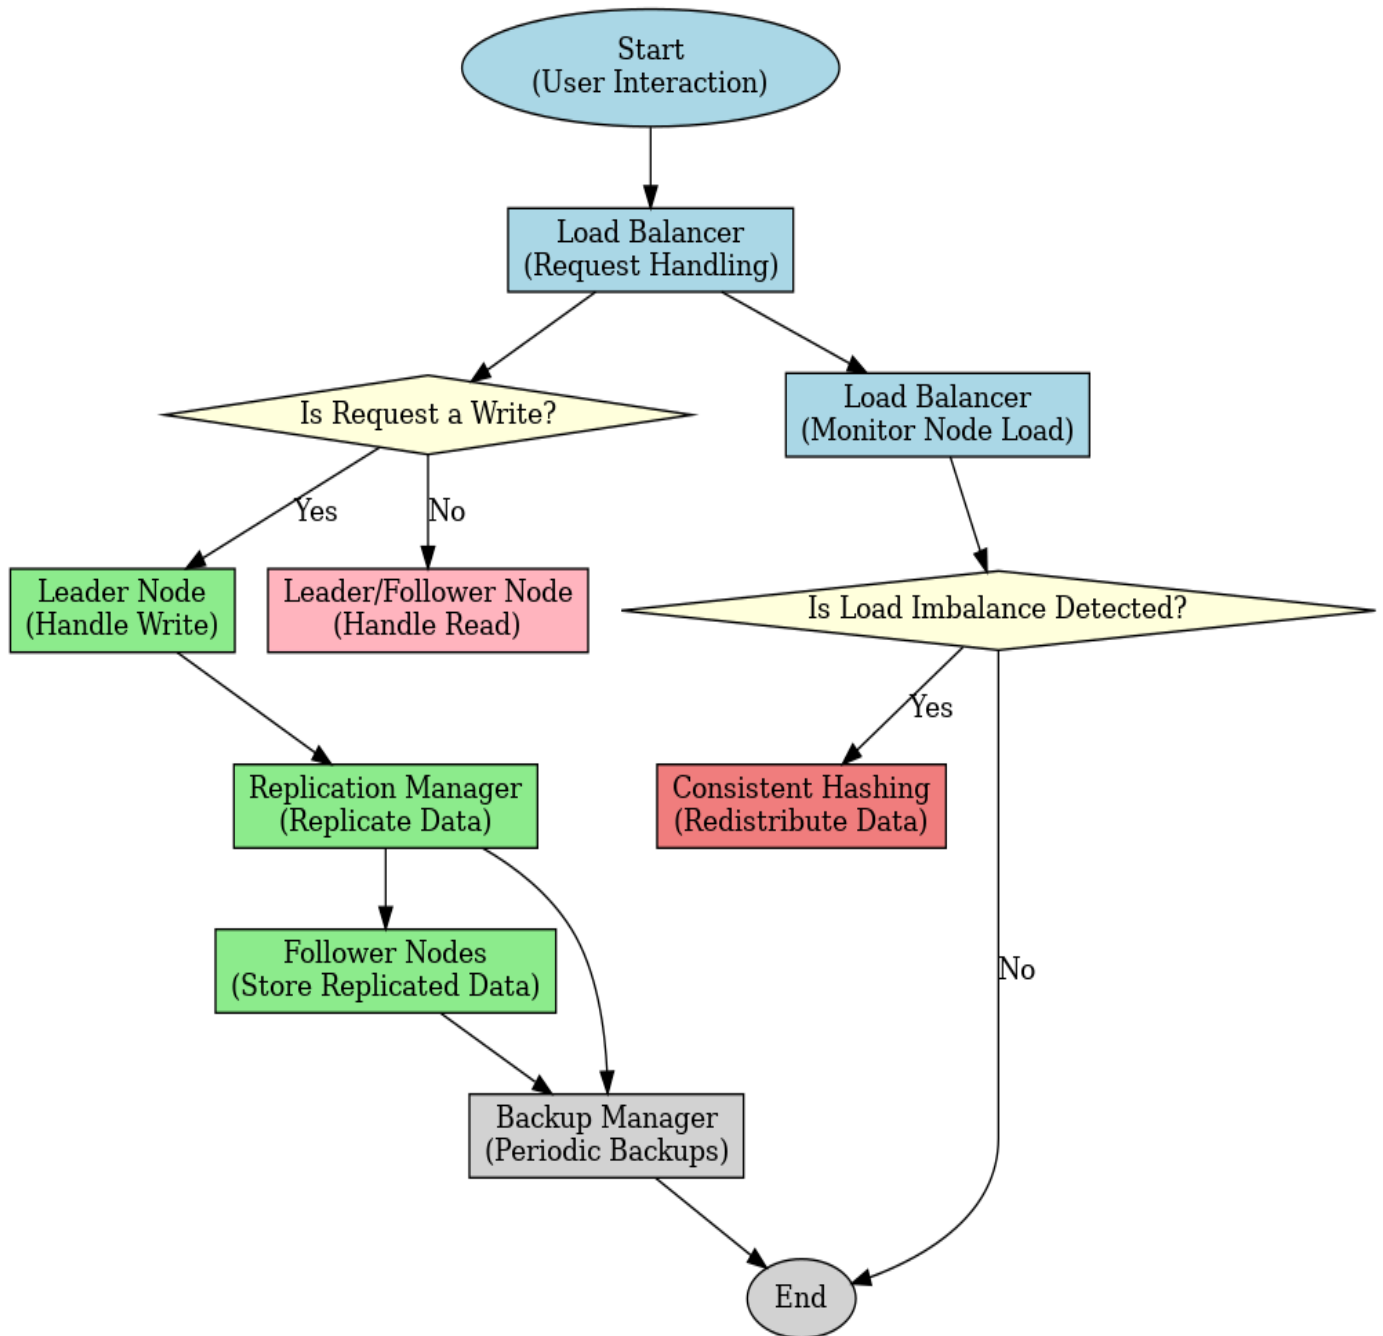 Start
(User Interaction)
Load Balancer
(Request Handling)
Is Request a Write?
Load Balancer
(Monitor Node Load)
Yes
No
Leader Node
(Handle Write)
Leader/Follower Node
(Handle Read)
Is Load Imbalance Detected?
Yes
Replication Manager
(Replicate Data)
Consistent Hashing
(Redistribute Data)
Follower Nodes
(Store Replicated Data)
No
Backup Manager
(Periodic Backups)
End